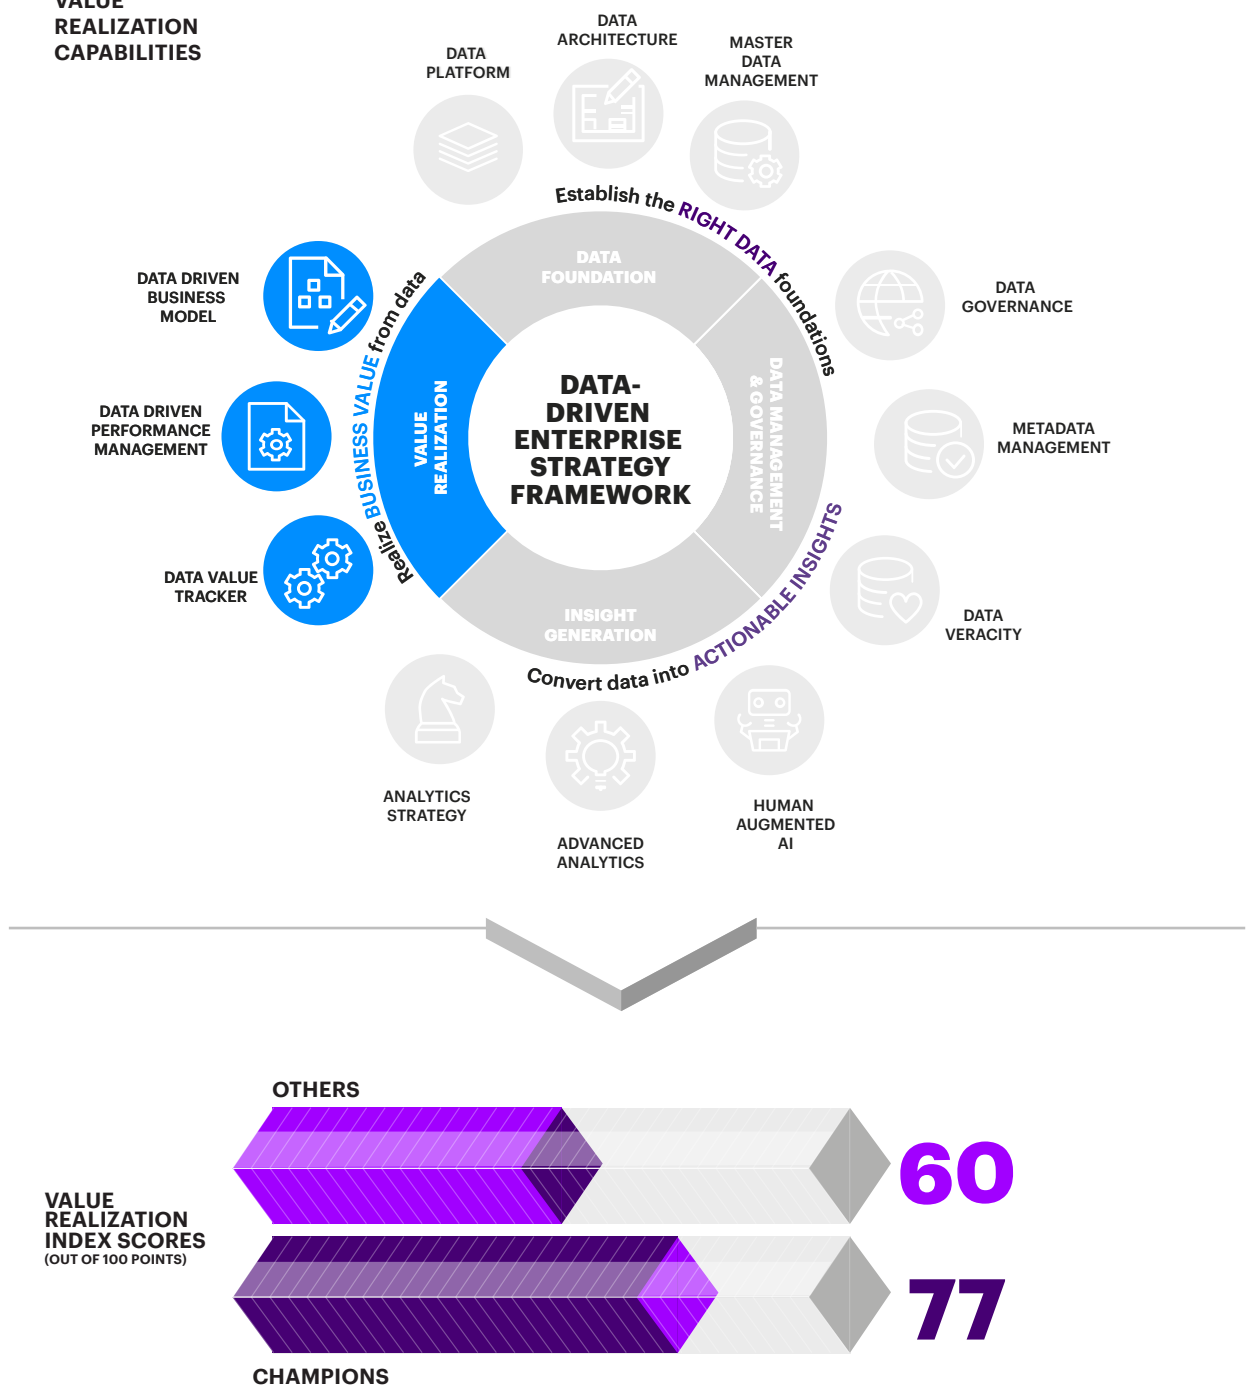 VALUE
REALIZATION
CAPABILITIES
DATA
PLATFORM
DATA
ARCHITECTURE
MASTER
DATA
MANAGEMENT
Establish the RIGHT DATA foundations
DATA
FOUNDATION
DATA DRIVEN
BUSINESS
MODEL
DATA
GOVERNANCE
Realize BUSINESS VALUE from data
DATA DRIVEN
PERFORMANCE
MANAGEMENT
VALUE
REALIZATION
DATA-
DRIVEN
ENTERPRISE
STRATEGY
FRAMEWORK
DATA MANAGEMENT
& GOVERNANCE
METADATA
MANAGEMENT
DATA VALUE
TRACKER
DATA
VERACITY
INSIGHT
GENERATION
Convert data into ACTIONABLE INSIGHTS
ANALYTICS
STRATEGY
ADVANCED
ANALYTICS
HUMAN
AUGMENTED
AI
OTHERS
60
VALUE
REALIZATION
INDEX SCORES
(OUT OF 100 POINTS)
77
CHAMPIONS